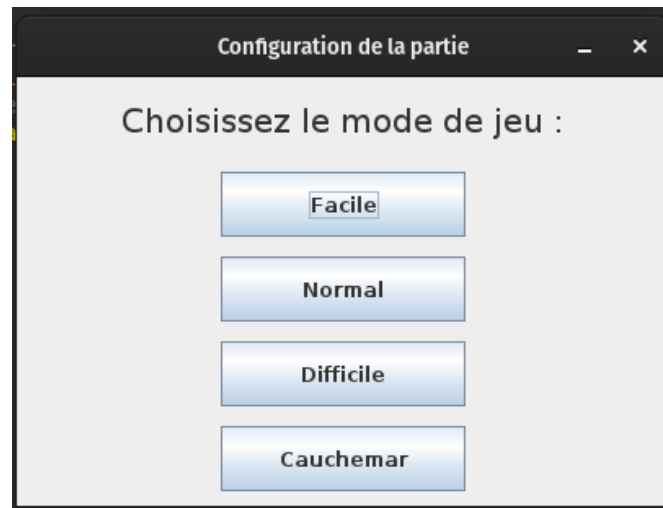 Configuration de la partie
Choisissez le mode de jeu :
Facile
Normal
Difficile
Cauchemar